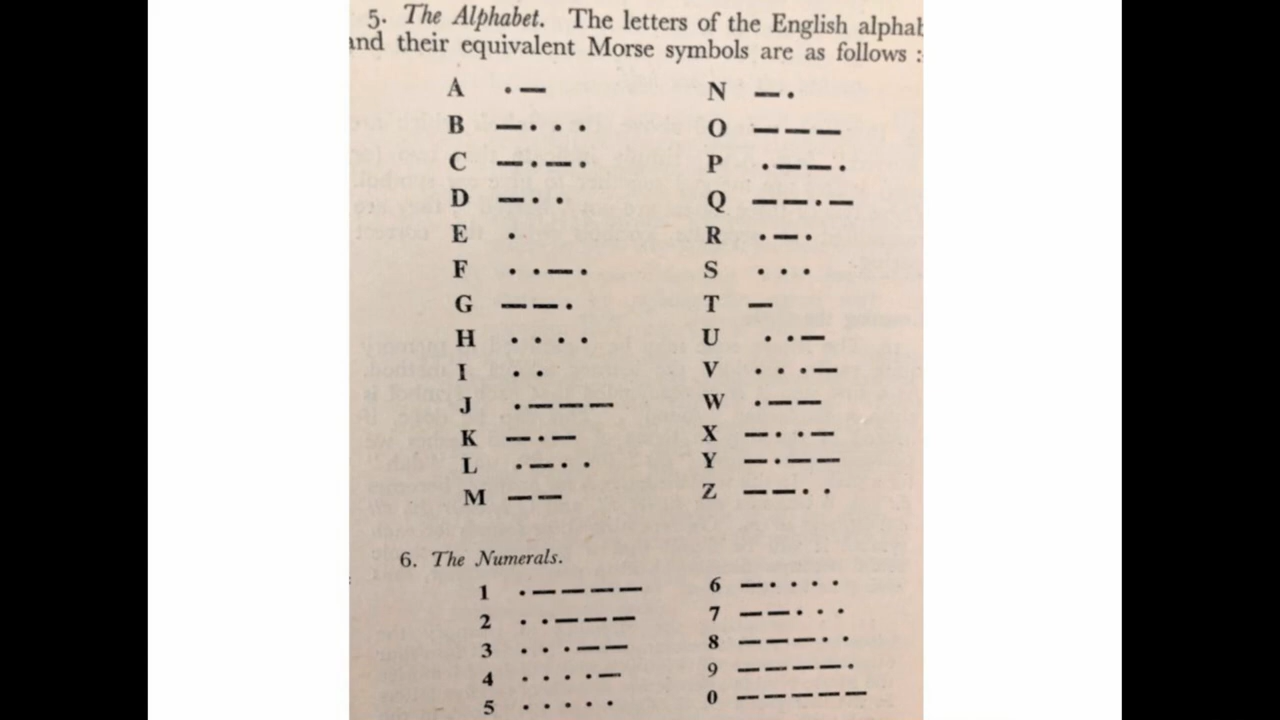 5. The Alphabet. The letters of the English alphab
and their equivalent Morse symbols are as follows :
A · — N — ·
B — · · · O — — —
C — · — · P · — — ·
D — · · Q — — · —
E · R · — ·
F · · — · S · · ·
G — — · T —
H · · · · U · · —
I · · V · · · —
J · — — — W · — —
K — · — X — · · —
L · — · · Y — · — —
M — — Z — — · ·
6. The Numerals.
1 · — — — — 6 — · · · ·
2 · · — — — 7 — — · · ·
3 · · · — — 8 — — — · ·
4 · · · · — 9 — — — — ·
5 · · · · · 0 — — — — —